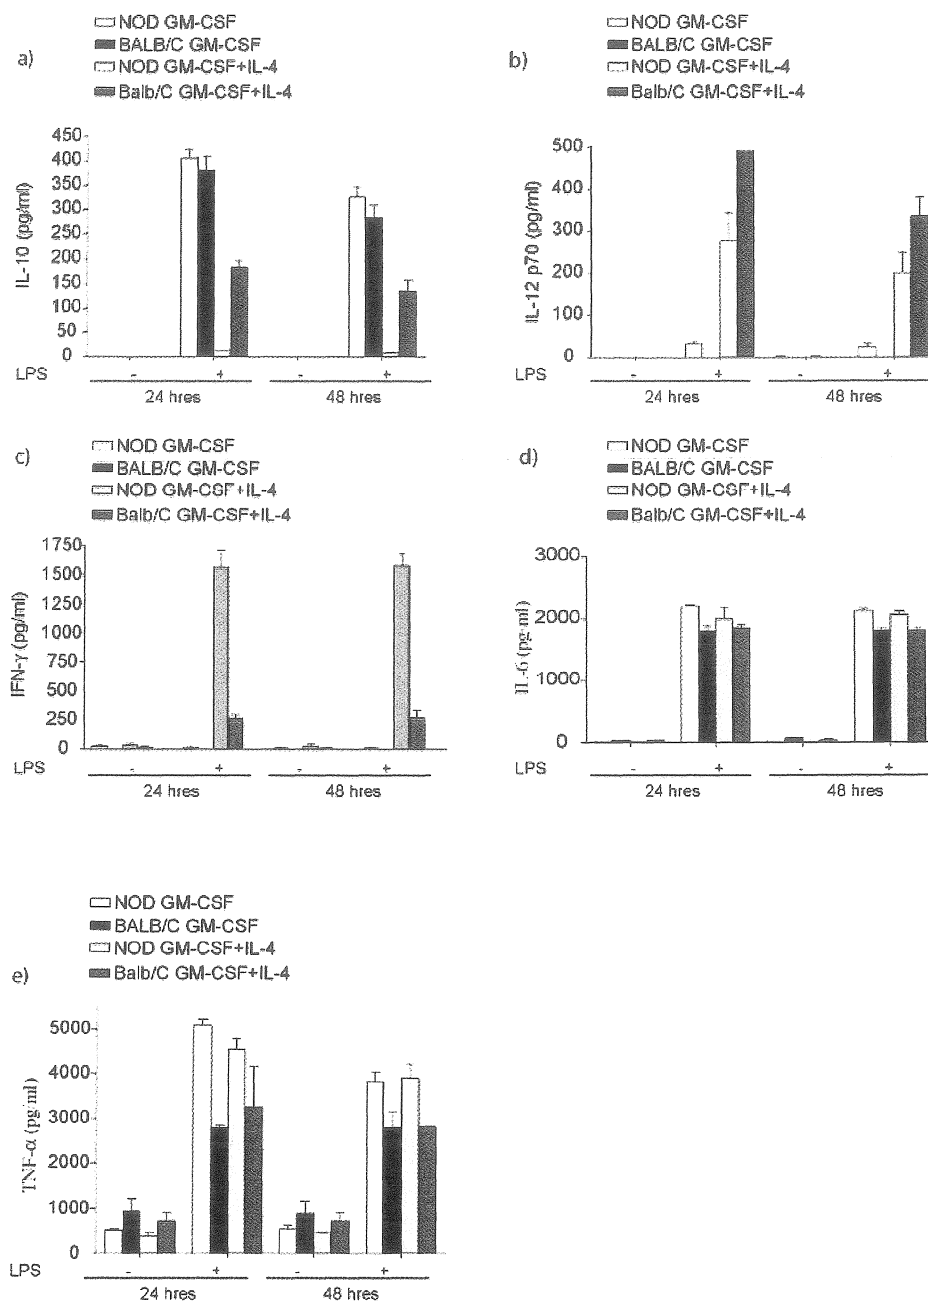 a)
NOD GM-CSF
BALB/C GM-CSF
NOD GM-CSF+IL-4
Balb/C GM-CSF+IL-4
IL-10 (pg/ml)
450
400
350
300
250
200
150
100
50
0
LPS - + - +
24 hres 48 hres
b)
NOD GM-CSF
BALB/C GM-CSF
NOD GM-CSF+IL-4
Balb/C GM-CSF+IL-4
IL-12 p70 (pg/ml)
500
400
300
200
100
0
LPS - + - +
24 hres 48 hres
c)
NOD GM-CSF
BALB/C GM-CSF
NOD GM-CSF+IL-4
Balb/C GM-CSF+IL-4
IFN-γ (pg/ml)
1750
1500
1250
1000
750
500
250
0
LPS - + - +
24 hres 48 hres
d)
NOD GM-CSF
BALB/C GM-CSF
NOD GM-CSF+IL-4
Balb/C GM-CSF+IL-4
IL-6 (pg/ml)
3000
2000
1000
0
LPS - + - +
24 hres 48 hres
e)
NOD GM-CSF
BALB/C GM-CSF
NOD GM-CSF+IL-4
Balb/C GM-CSF+IL-4
TNF-α (pg/ml)
5000
4000
3000
2000
1000
0
LPS - + - +
24 hres 48 hres